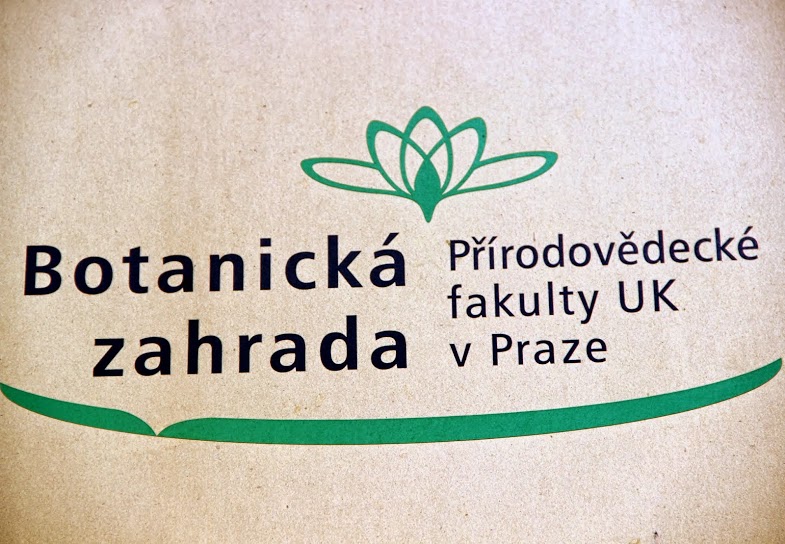 Botanická
zahrada
Přírodovědecké
fakulty UK
v Praze